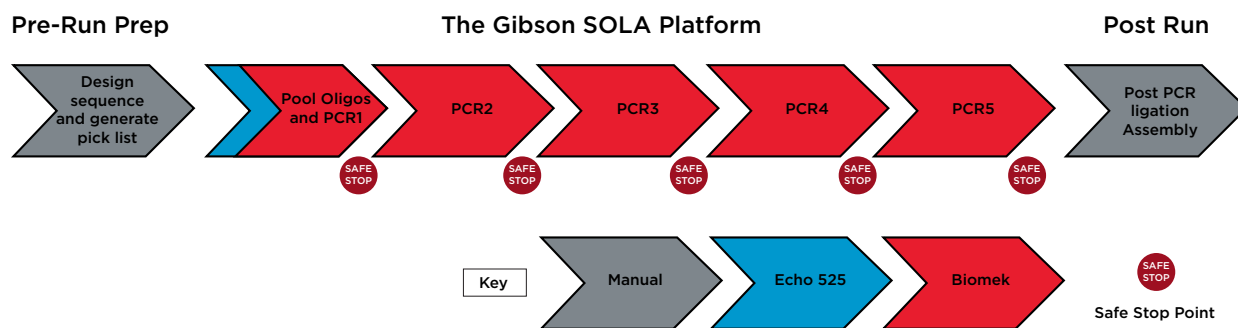 Pre-Run Prep
The Gibson SOLA Platform
Post Run
Design
sequence
and generate
pick list
Pool Oligos
and PCR1
PCR2
PCR3
PCR4
PCR5
Post PCR
ligation
Assembly
SAFE
STOP
SAFE
STOP
SAFE
STOP
SAFE
STOP
SAFE
STOP
Key
Manual
Echo 525
Biomek
SAFE
STOP
Safe Stop Point